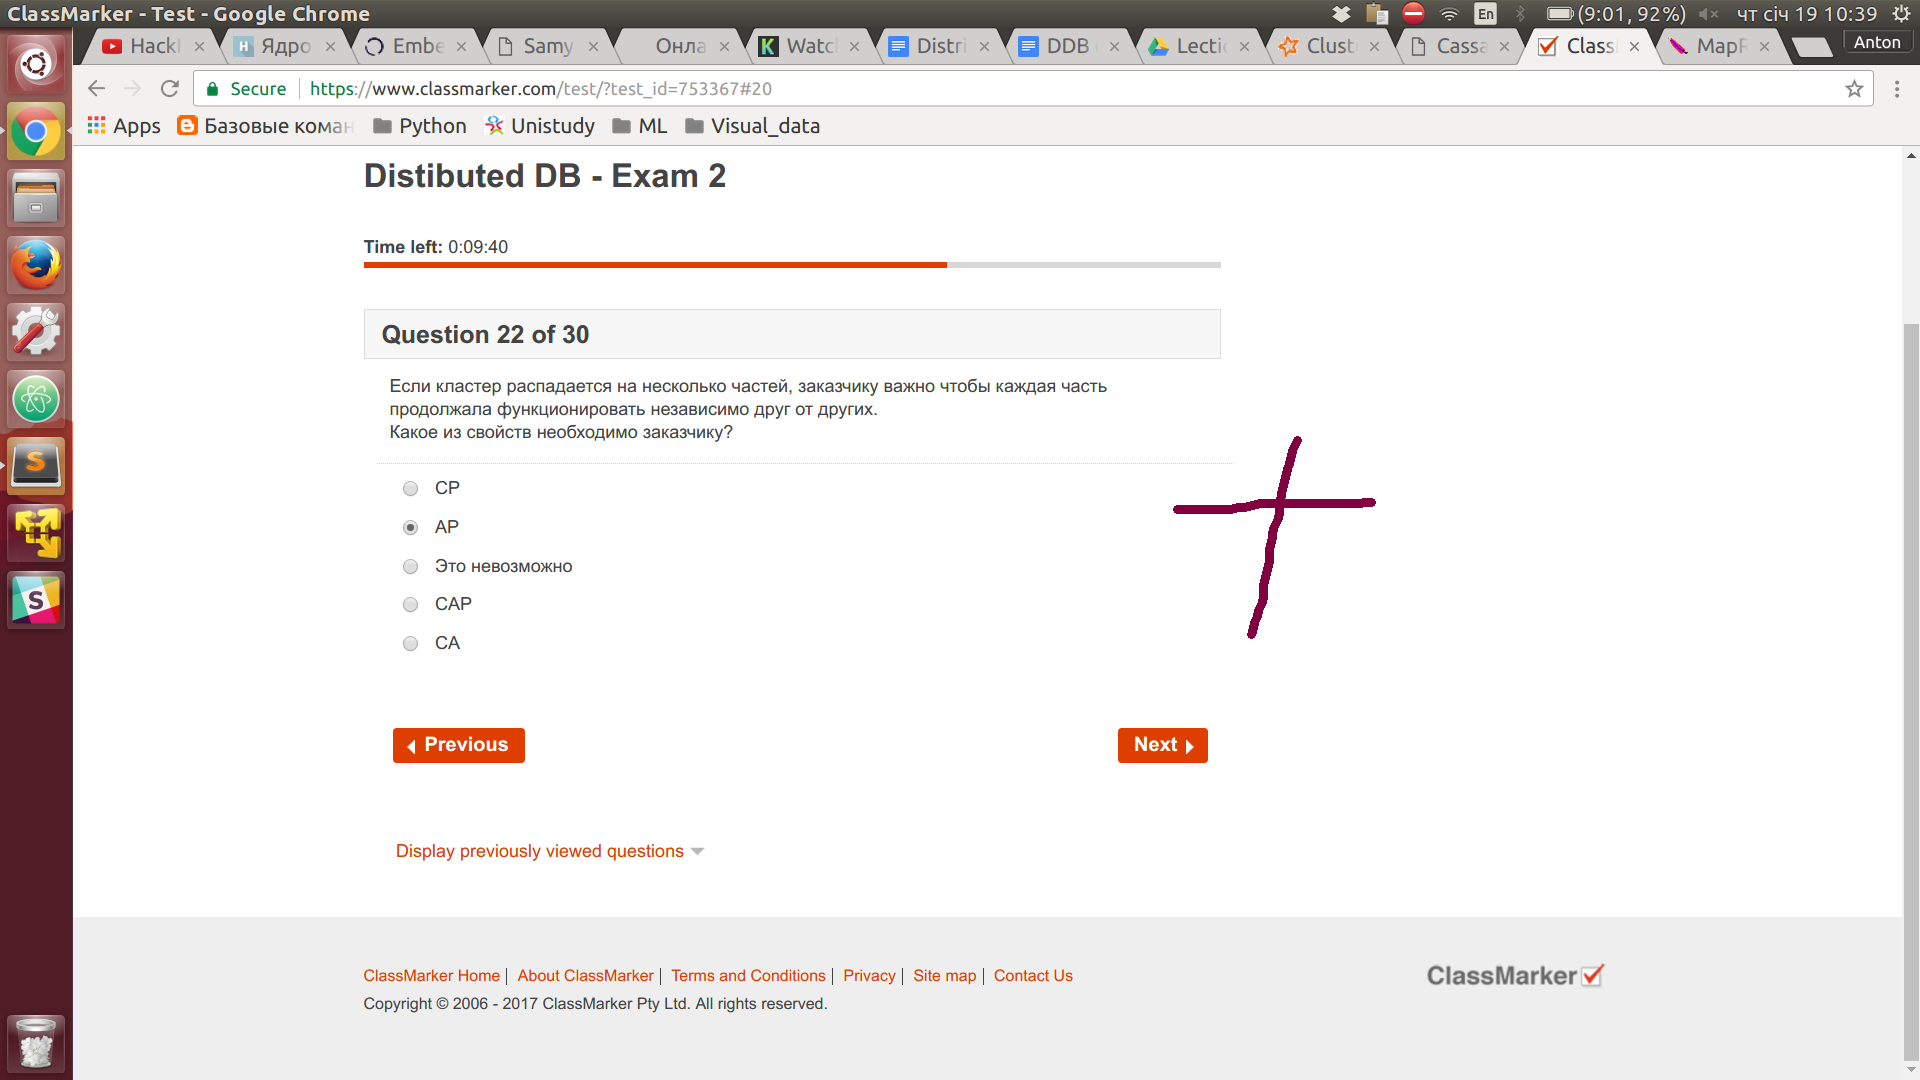 ClassMarker - Test - Google Chrome
En
(9:01, 92%)
чт січ 19 10:39
Hackl
H Ядро
Embe
Samy
Онла
K Watcl
Distri
DDB
Lecti
Clust
Cassa
Class
MapR
Anton
Secure
https://www.classmarker.com/test/?test_id=753367#20
Apps
Базовые коман
Python
Unistudy
ML
Visual_data
Distibuted DB - Exam 2
Time left: 0:09:40
Question 22 of 30
Если кластер распадается на несколько частей, заказчику важно чтобы каждая часть
продолжала функционировать независимо друг от других.
Какое из свойств необходимо заказчику?
CP
AP
Это невозможно
CAP
CA
Previous
Next
Display previously viewed questions
ClassMarker Home | About ClassMarker | Terms and Conditions | Privacy | Site map | Contact Us
Copyright © 2006 - 2017 ClassMarker Pty Ltd. All rights reserved.
ClassMarker
S
S